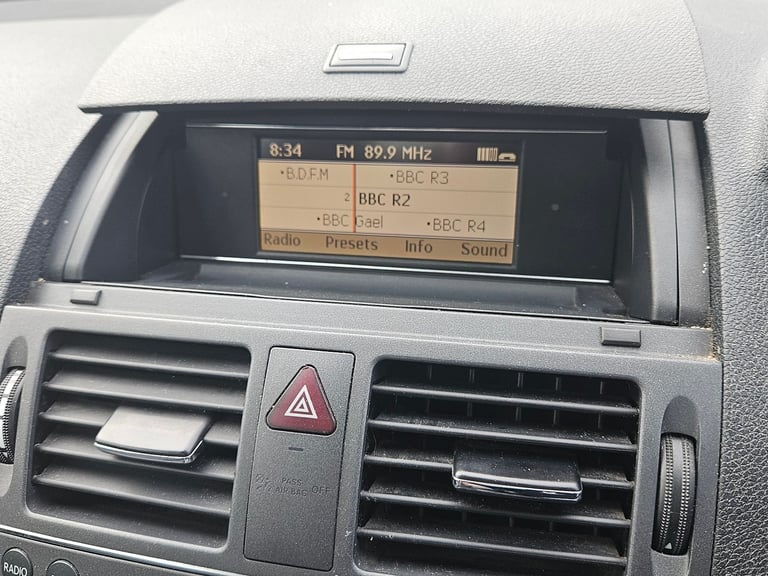 8:34 FM 89.9 MHz
•B.D.F.M •BBC R3
2 BBC R2
•BBC Gael •BBC R4
Radio Presets Info Sound
PASS
AIR BAG OFF
RADIO